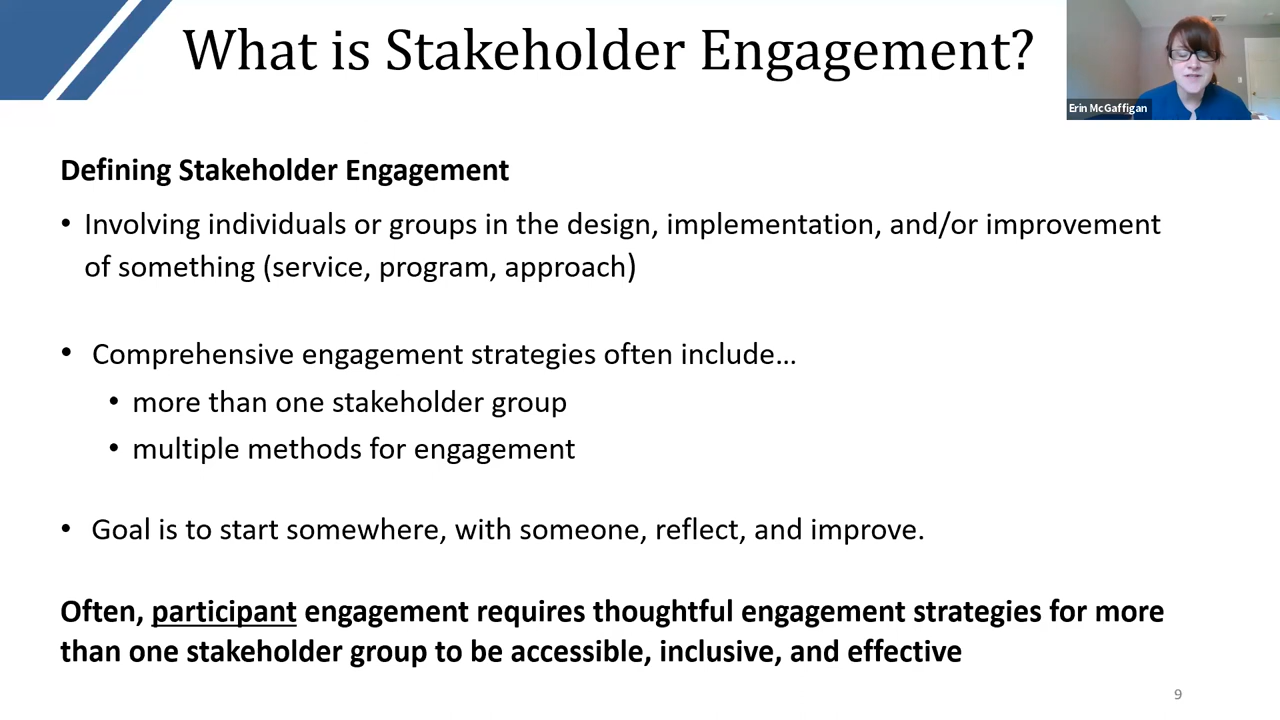 What is Stakeholder Engagement?
Erin McGaffigan
Defining Stakeholder Engagement
• Involving individuals or groups in the design, implementation, and/or improvement
of something (service, program, approach)
• Comprehensive engagement strategies often include…
• more than one stakeholder group
• multiple methods for engagement
• Goal is to start somewhere, with someone, reflect, and improve.
Often, participant engagement requires thoughtful engagement strategies for more
than one stakeholder group to be accessible, inclusive, and effective
9